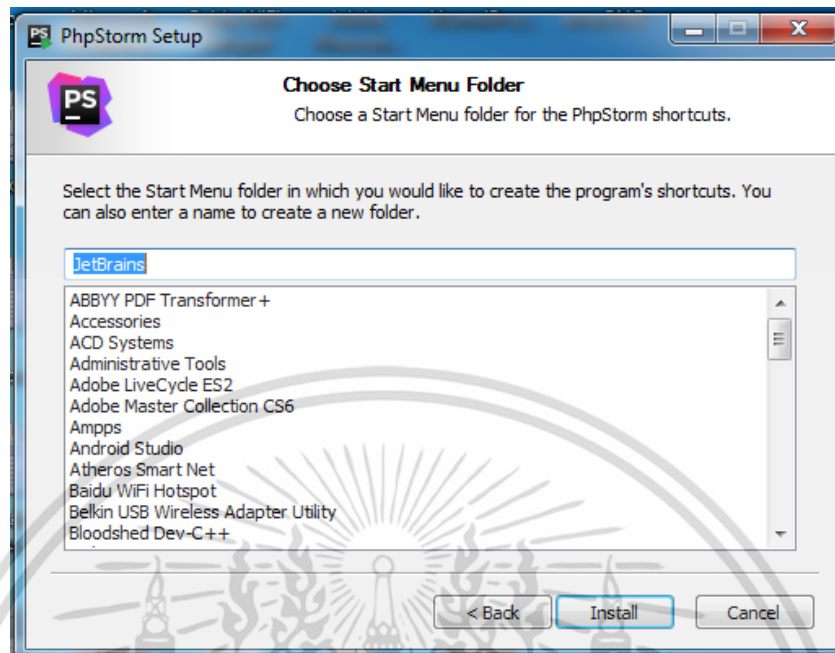 PhpStorm Setup
PS
Choose Start Menu Folder
Choose a Start Menu folder for the PhpStorm shortcuts.
Select the Start Menu folder in which you would like to create the program's shortcuts. You
can also enter a name to create a new folder.
JetBrains
ABBYY PDF Transformer+
Accessories
ACD Systems
Administrative Tools
Adobe LiveCycle ES2
Adobe Master Collection CS6
Ampps
Android Studio
Atheros Smart Net
Baidu WiFi Hotspot
Belkin USB Wireless Adapter Utility
Bloodshed Dev-C++
< Back
Install
Cancel